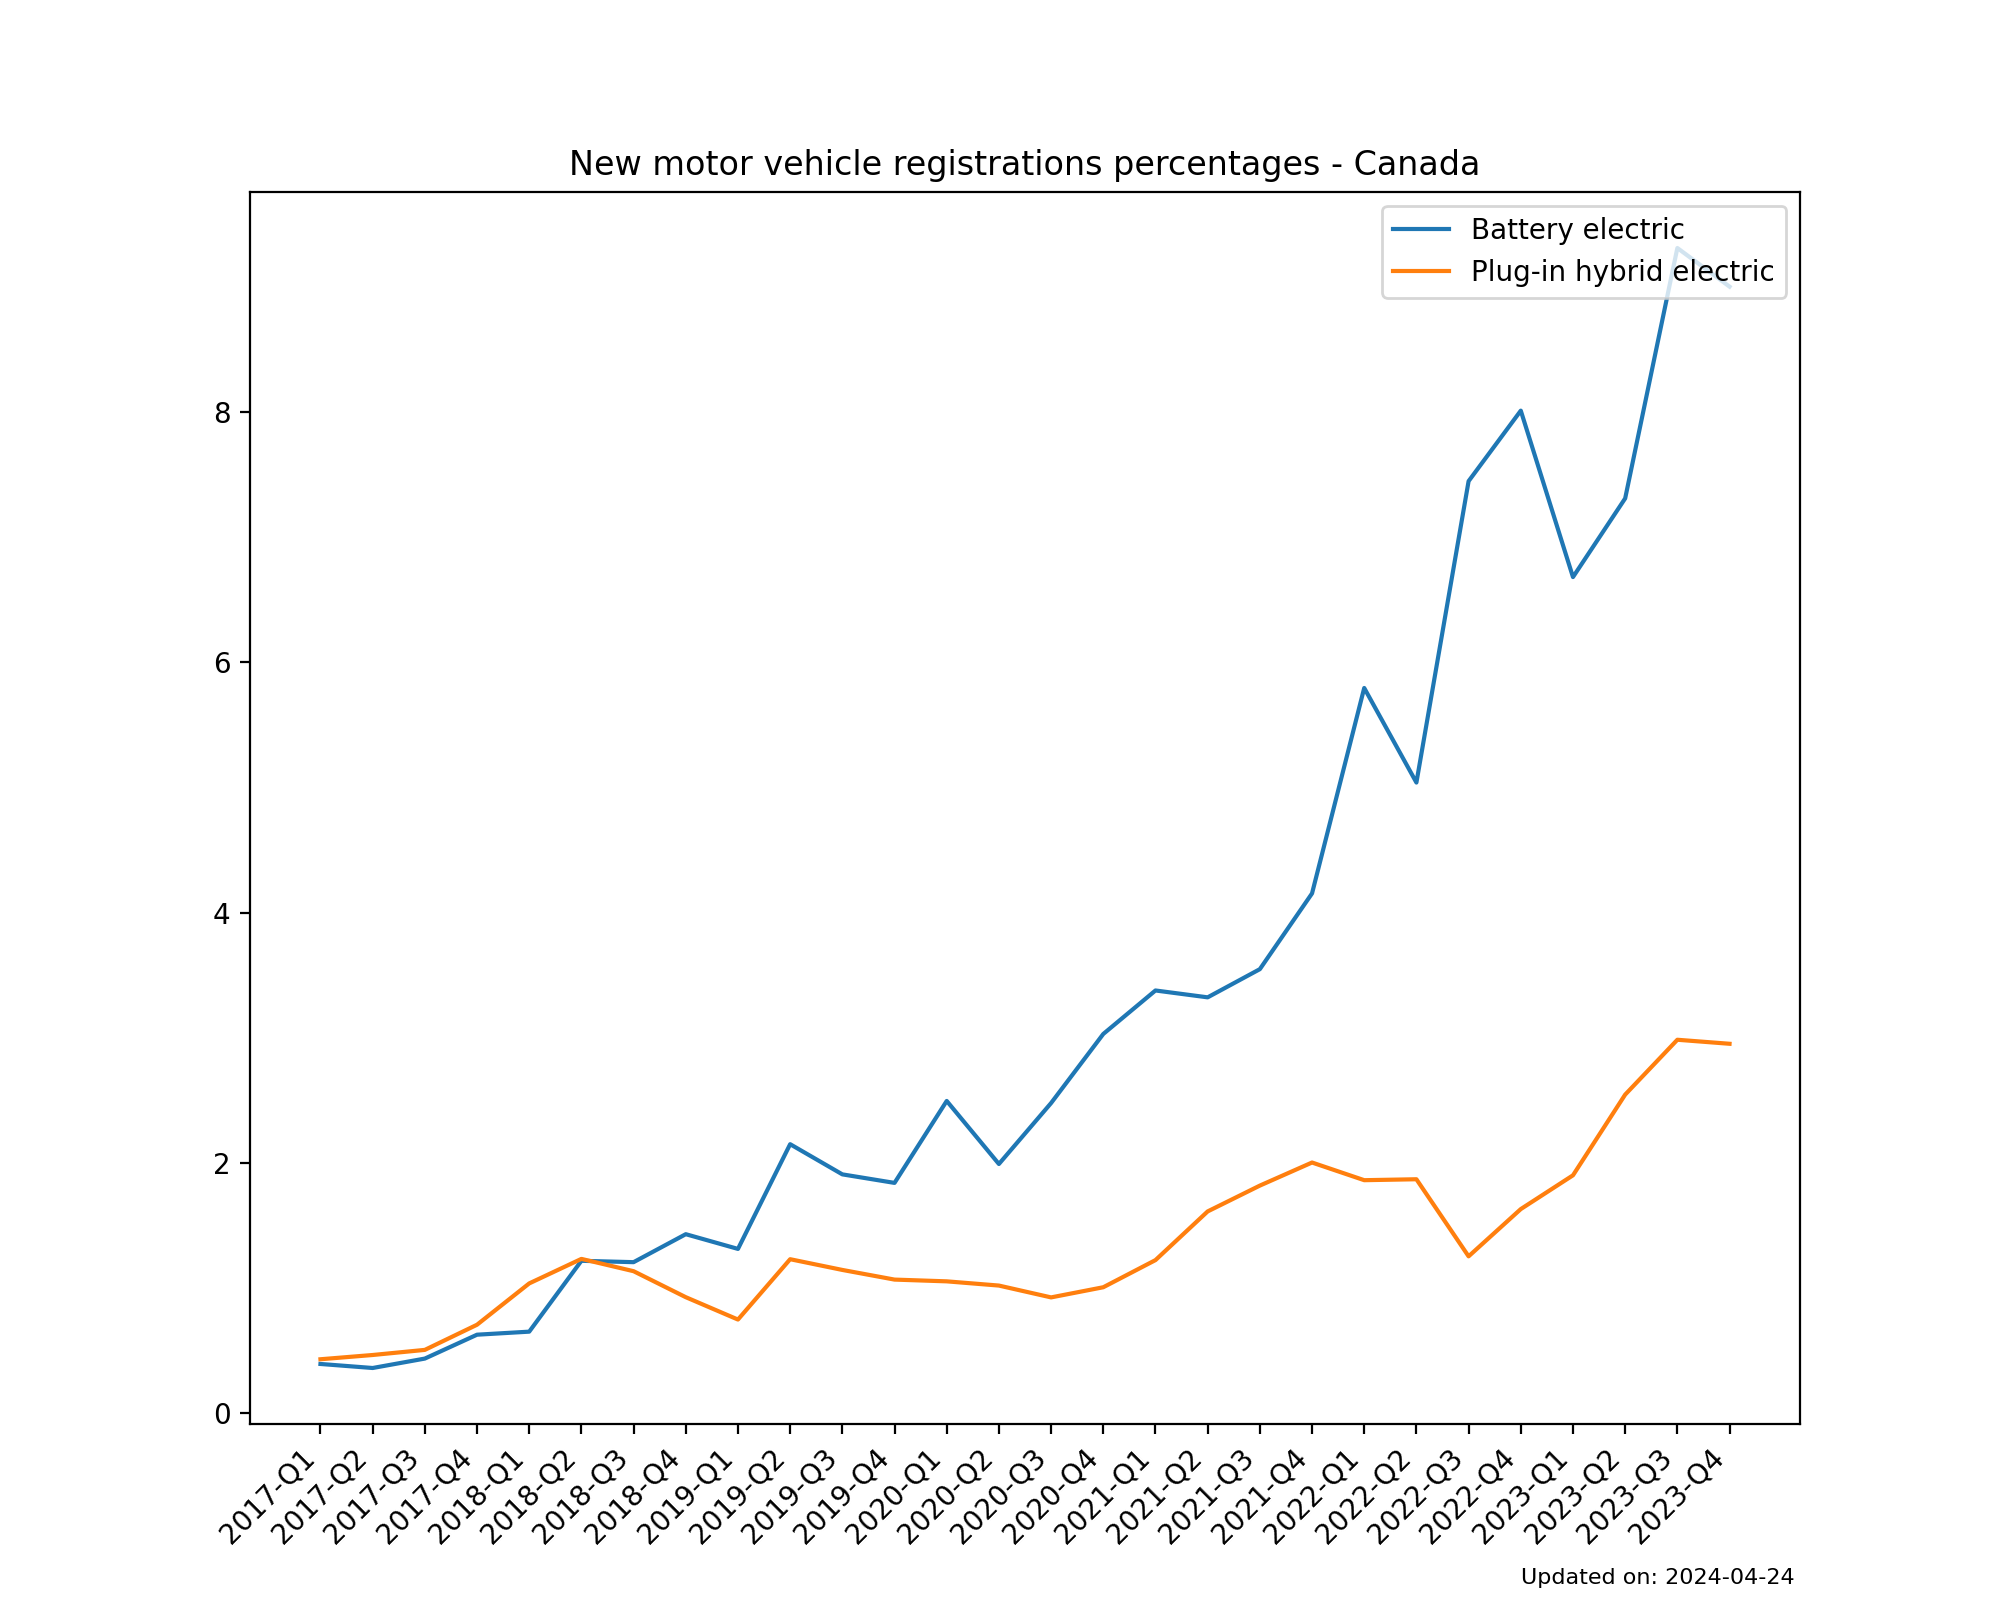 New motor vehicle registrations percentages - Canada
Battery electric
Plug-in hybrid electric
8
6
4
2
0
2017-Q1
2017-Q2
2017-Q3
2017-Q4
2018-Q1
2018-Q2
2018-Q3
2018-Q4
2019-Q1
2019-Q2
2019-Q3
2019-Q4
2020-Q1
2020-Q2
2020-Q3
2020-Q4
2021-Q1
2021-Q2
2021-Q3
2021-Q4
2022-Q1
2022-Q2
2022-Q3
2022-Q4
2023-Q1
2023-Q2
2023-Q3
2023-Q4
Updated on: 2024-04-24